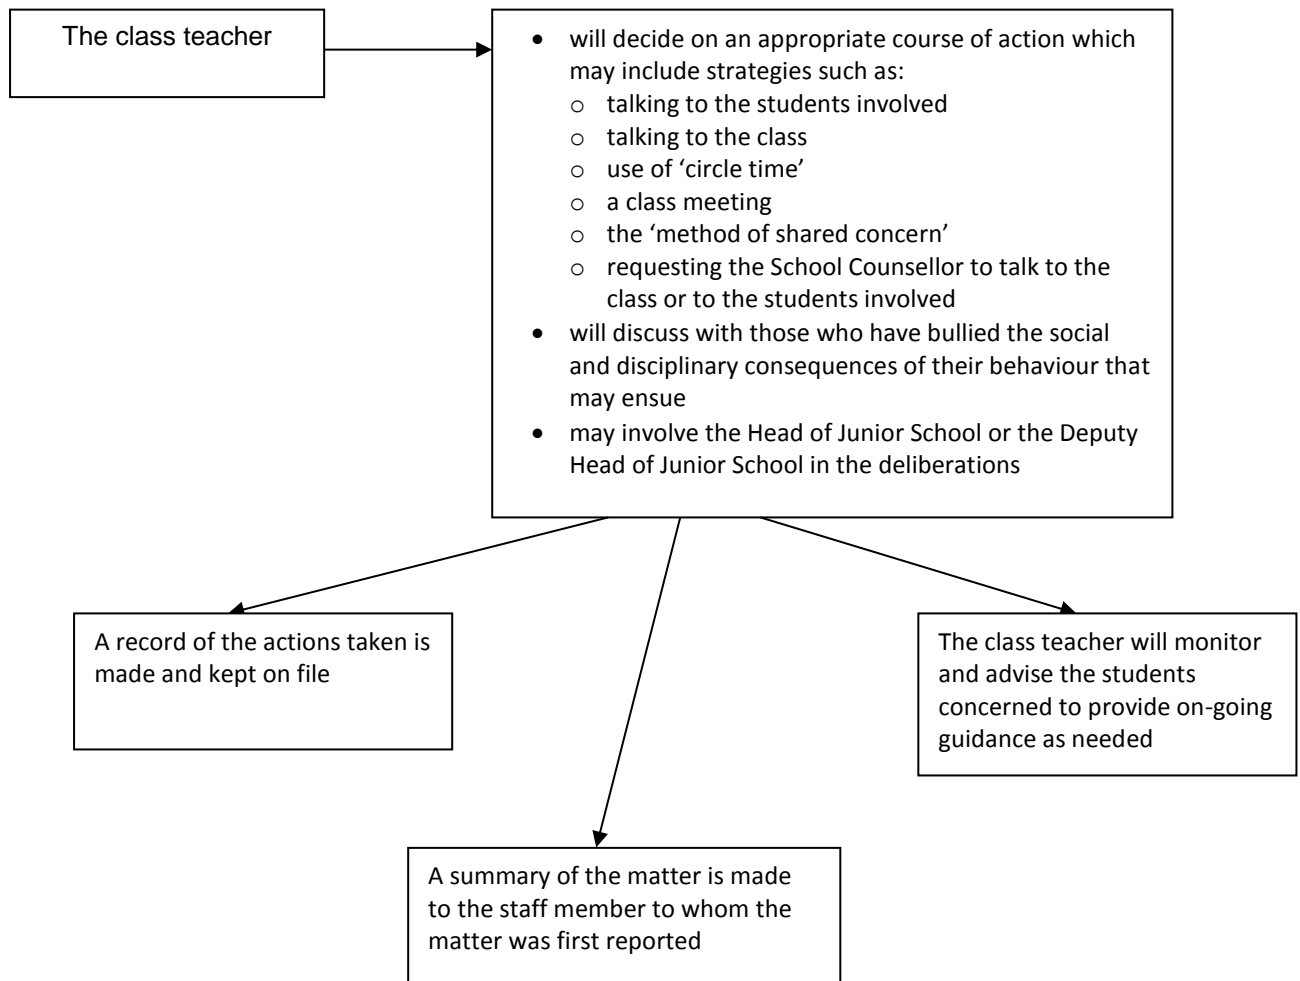 The class teacher
• will decide on an appropriate course of action which
may include strategies such as:
o talking to the students involved
o talking to the class
o use of ‘circle time’
o a class meeting
o the ‘method of shared concern’
o requesting the School Counsellor to talk to the
class or to the students involved
• will discuss with those who have bullied the social
and disciplinary consequences of their behaviour that
may ensue
• may involve the Head of Junior School or the Deputy
Head of Junior School in the deliberations
A record of the actions taken is
made and kept on file
The class teacher will monitor
and advise the students
concerned to provide on-going
guidance as needed
A summary of the matter is made
to the staff member to whom the
matter was first reported